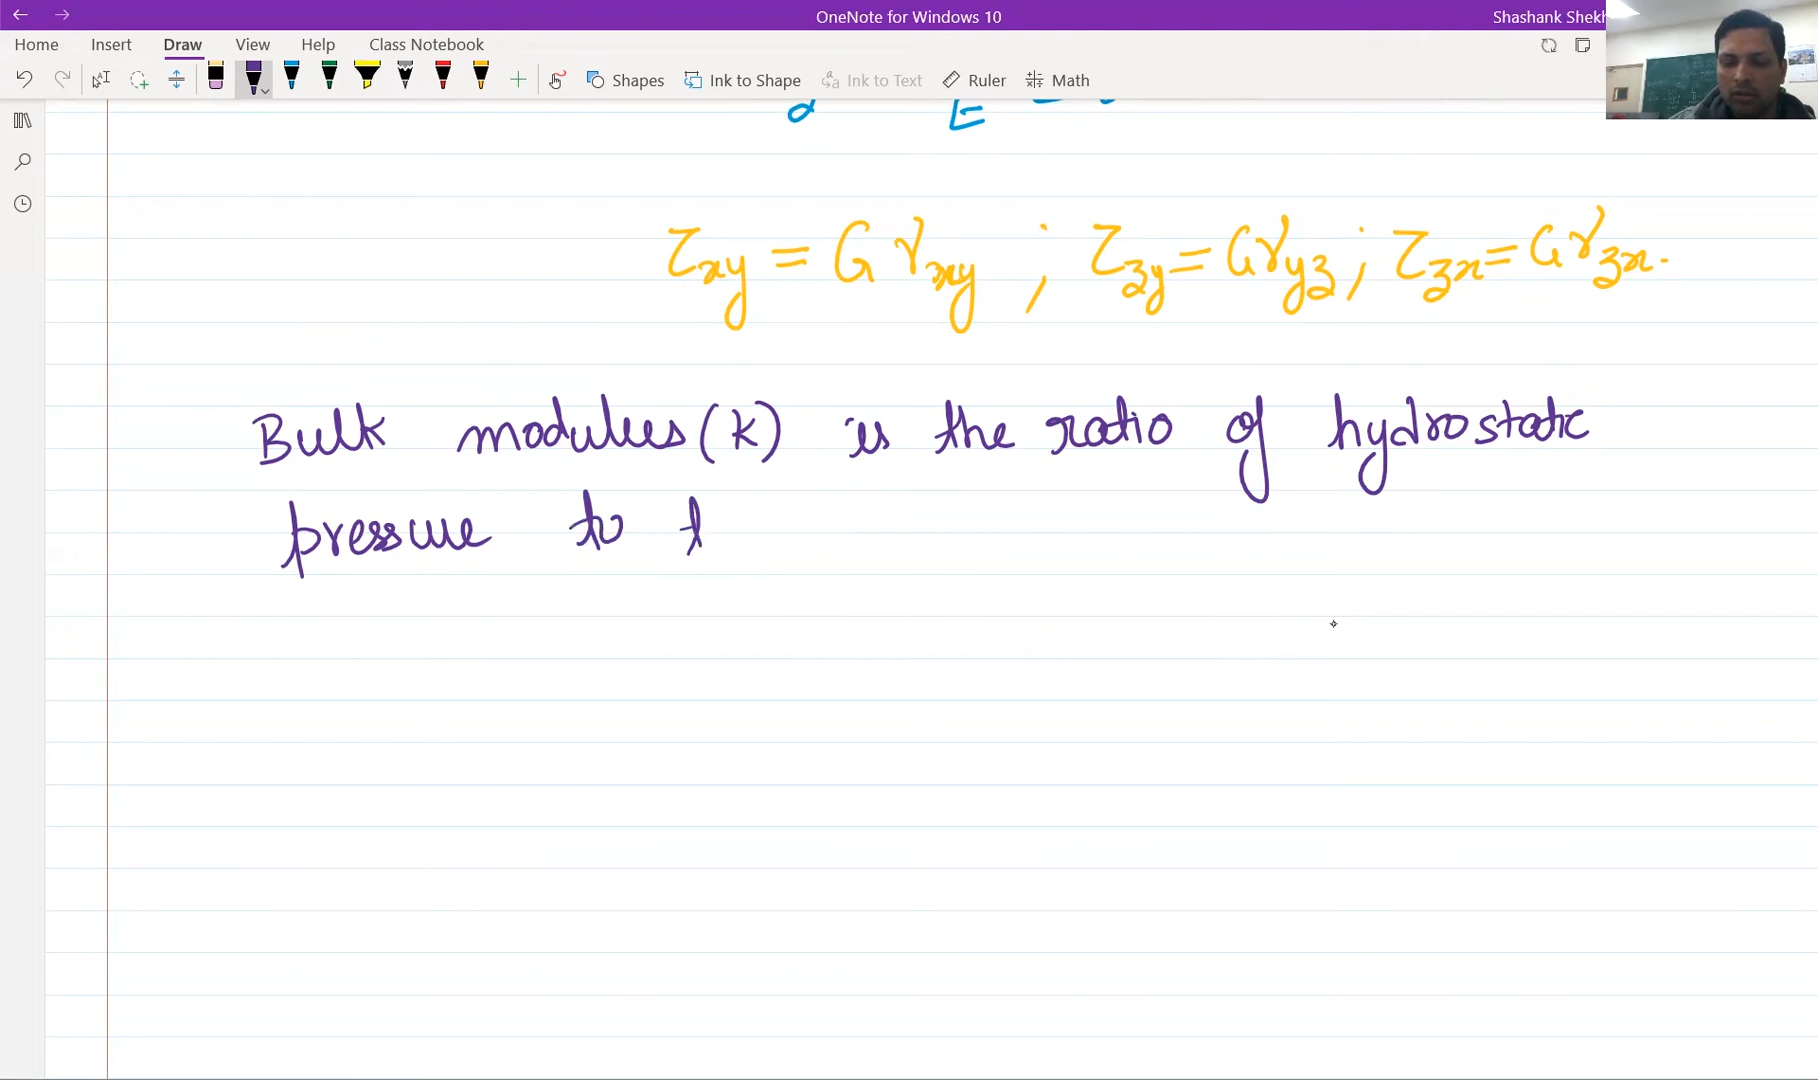 OneNote for Windows 10
Shashank Shekh
Home Insert Draw View Help Class Notebook
Shapes Ink to Shape Ink to Text Ruler Math
E
τxy = G γxy ; τzy = G γyz ; τzx = G γzx .
Bulk modulus (K) is the ratio of hydrostatic
pressure to t